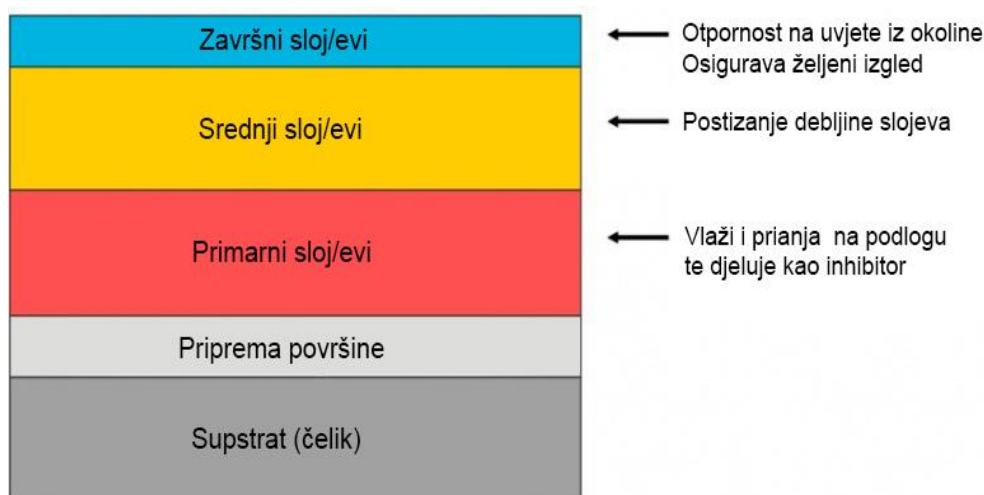 Završni sloj/evi
Otpornost na uvjete iz okoline
Osigurava željeni izgled
Srednji sloj/evi
Postizanje debljine slojeva
Primarni sloj/evi
Vlaži i prianja na podlogu
te djeluje kao inhibitor
Priprema površine
Supstrat (čelik)